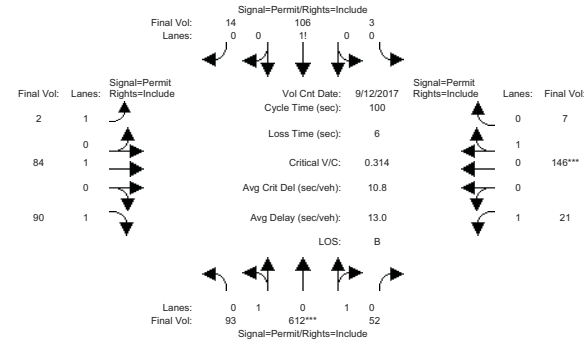 Signal=Permit/Rights=Include
Final Vol: 14 106 3
Lanes: 0 0 1! 0 0
Signal=Permit
Final Vol: Lanes: Rights=Include
Vol Cnt Date: 9/12/2017
Signal=Permit
Rights=Include Lanes: Final Vol:
Cycle Time (sec): 100
2 1 0 7
Loss Time (sec): 6
0 1
84 1 Critical V/C: 0.314 0 146***
0 Avg Crit Del (sec/veh): 10.8 0
90 1 Avg Delay (sec/veh): 13.0 1 21
LOS: B
Lanes: 0 1 0 1 0
Final Vol: 93 612*** 52
Signal=Permit/Rights=Include